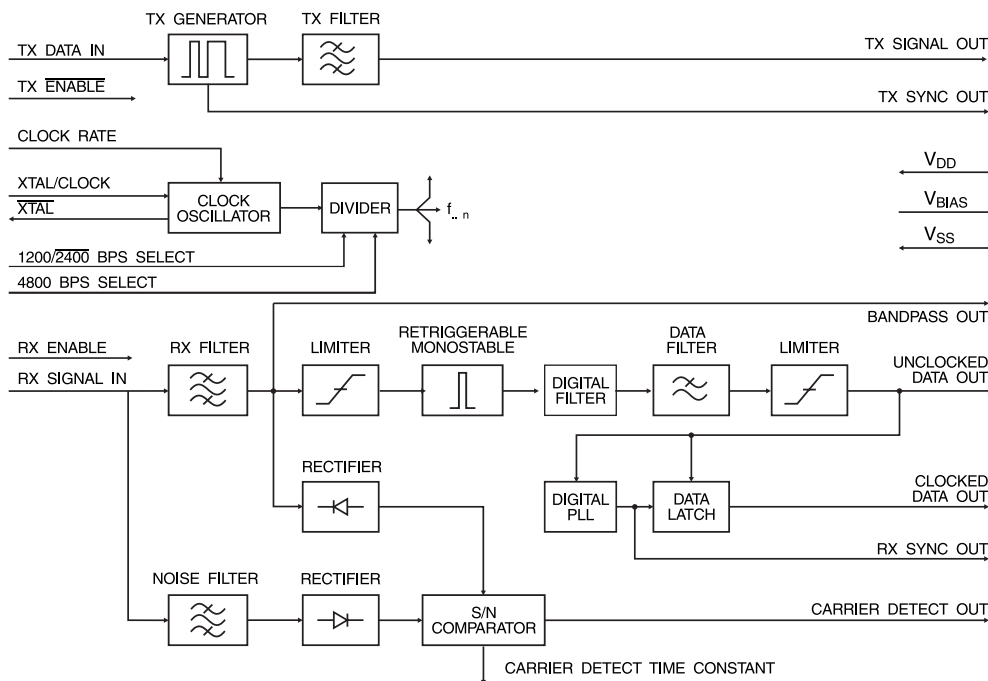 TX GENERATOR
TX FILTER
TX DATA IN
TX SIGNAL OUT
TX ENABLE
TX SYNC OUT
CLOCK RATE
XTAL/CLOCK
XTAL
CLOCK
OSCILLATOR
DIVIDER
f.. n
VDD
VBIAS
VSS
1200/2400 BPS SELECT
4800 BPS SELECT
BANDPASS OUT
RX ENABLE
RX FILTER
LIMITER
RETRIGGERABLE
MONOSTABLE
DATA
FILTER
LIMITER
UNCLOCKED
DATA OUT
RX SIGNAL IN
DIGITAL
FILTER
RECTIFIER
DIGITAL
PLL
DATA
LATCH
CLOCKED
DATA OUT
RX SYNC OUT
NOISE FILTER
RECTIFIER
S/N
COMPARATOR
CARRIER DETECT OUT
CARRIER DETECT TIME CONSTANT